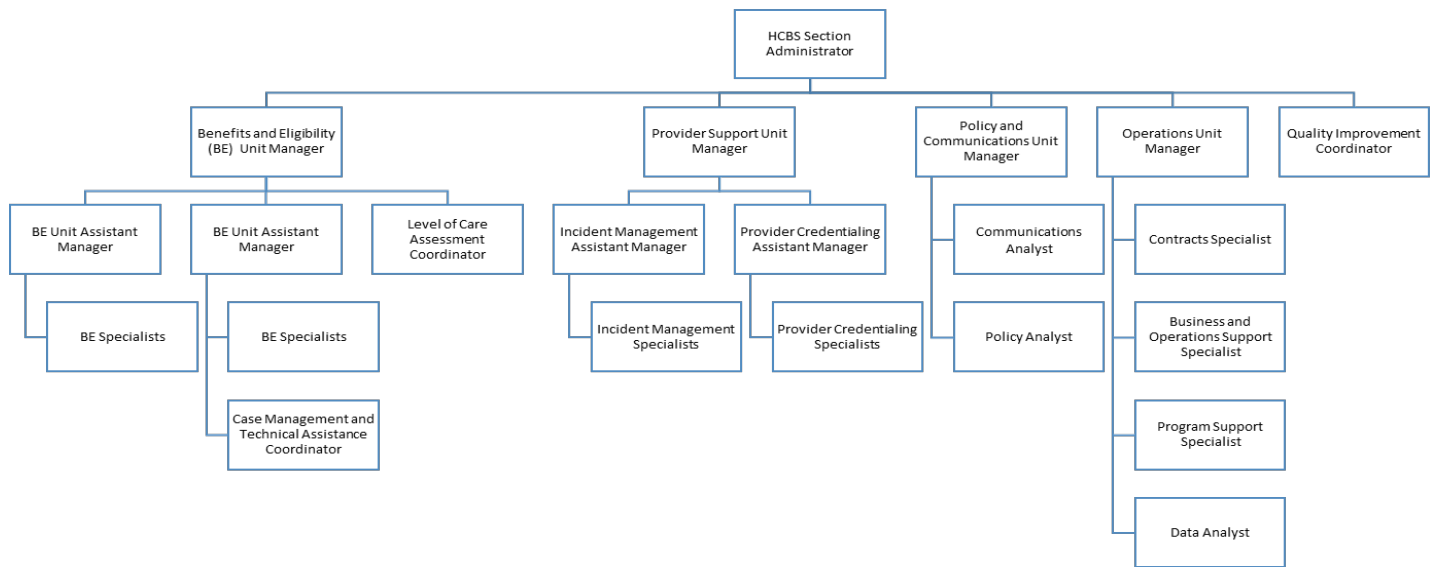 HCBS Section
Administrator
Benefits and Eligibility
(BE) Unit Manager
Provider Support Unit
Manager
Policy and
Communications Unit
Manager
Operations Unit
Manager
Quality Improvement
Coordinator
BE Unit Assistant
Manager
BE Unit Assistant
Manager
Level of Care
Assessment
Coordinator
Incident Management
Assistant Manager
Provider Credentialing
Assistant Manager
Communications
Analyst
Contracts Specialist
BE Specialists
BE Specialists
Incident Management
Specialists
Provider Credentialing
Specialists
Policy Analyst
Business and
Operations Support
Specialist
Case Management and
Technical Assistance
Coordinator
Program Support
Specialist
Data Analyst